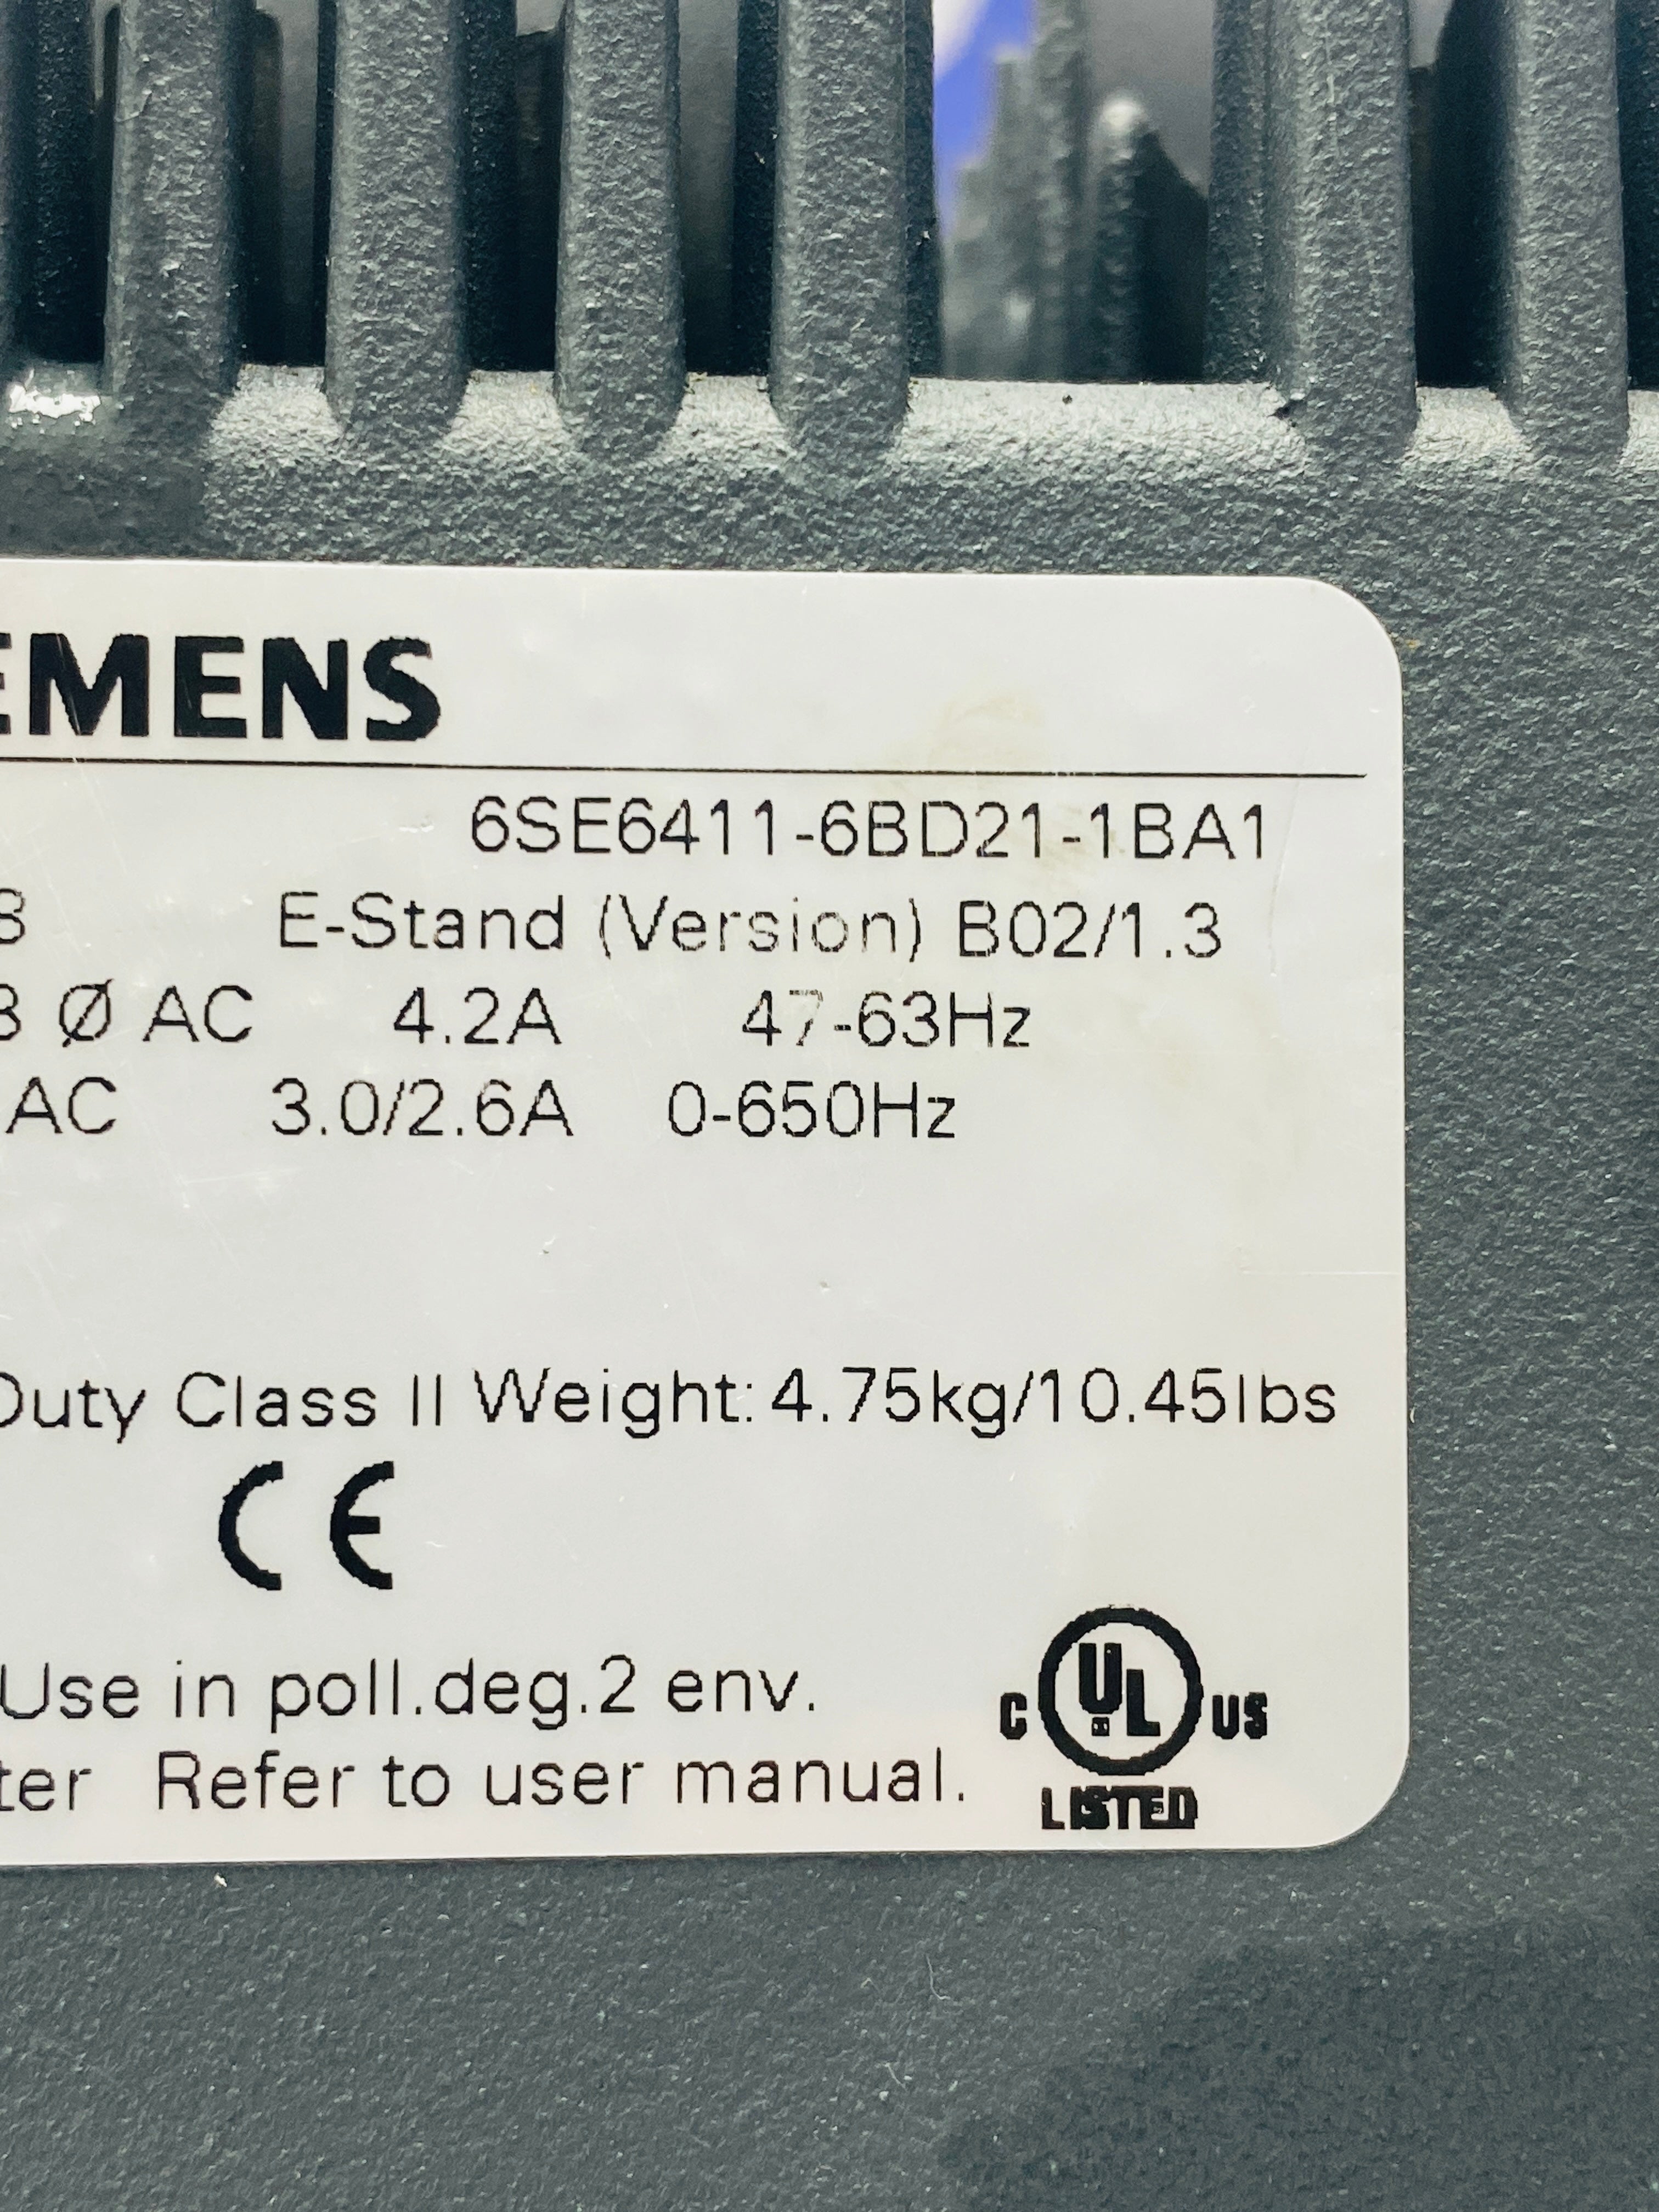 EMENS
6SE6411-6BD21-1BA1
8 E-Stand (Version) B02/1.3
3 Ø AC 4.2A 47-63Hz
AC 3.0/2.6A 0-650Hz
Duty Class II Weight: 4.75kg/10.45lbs
CE
Use in poll.deg.2 env.
ter Refer to user manual.
C UL US
LISTED